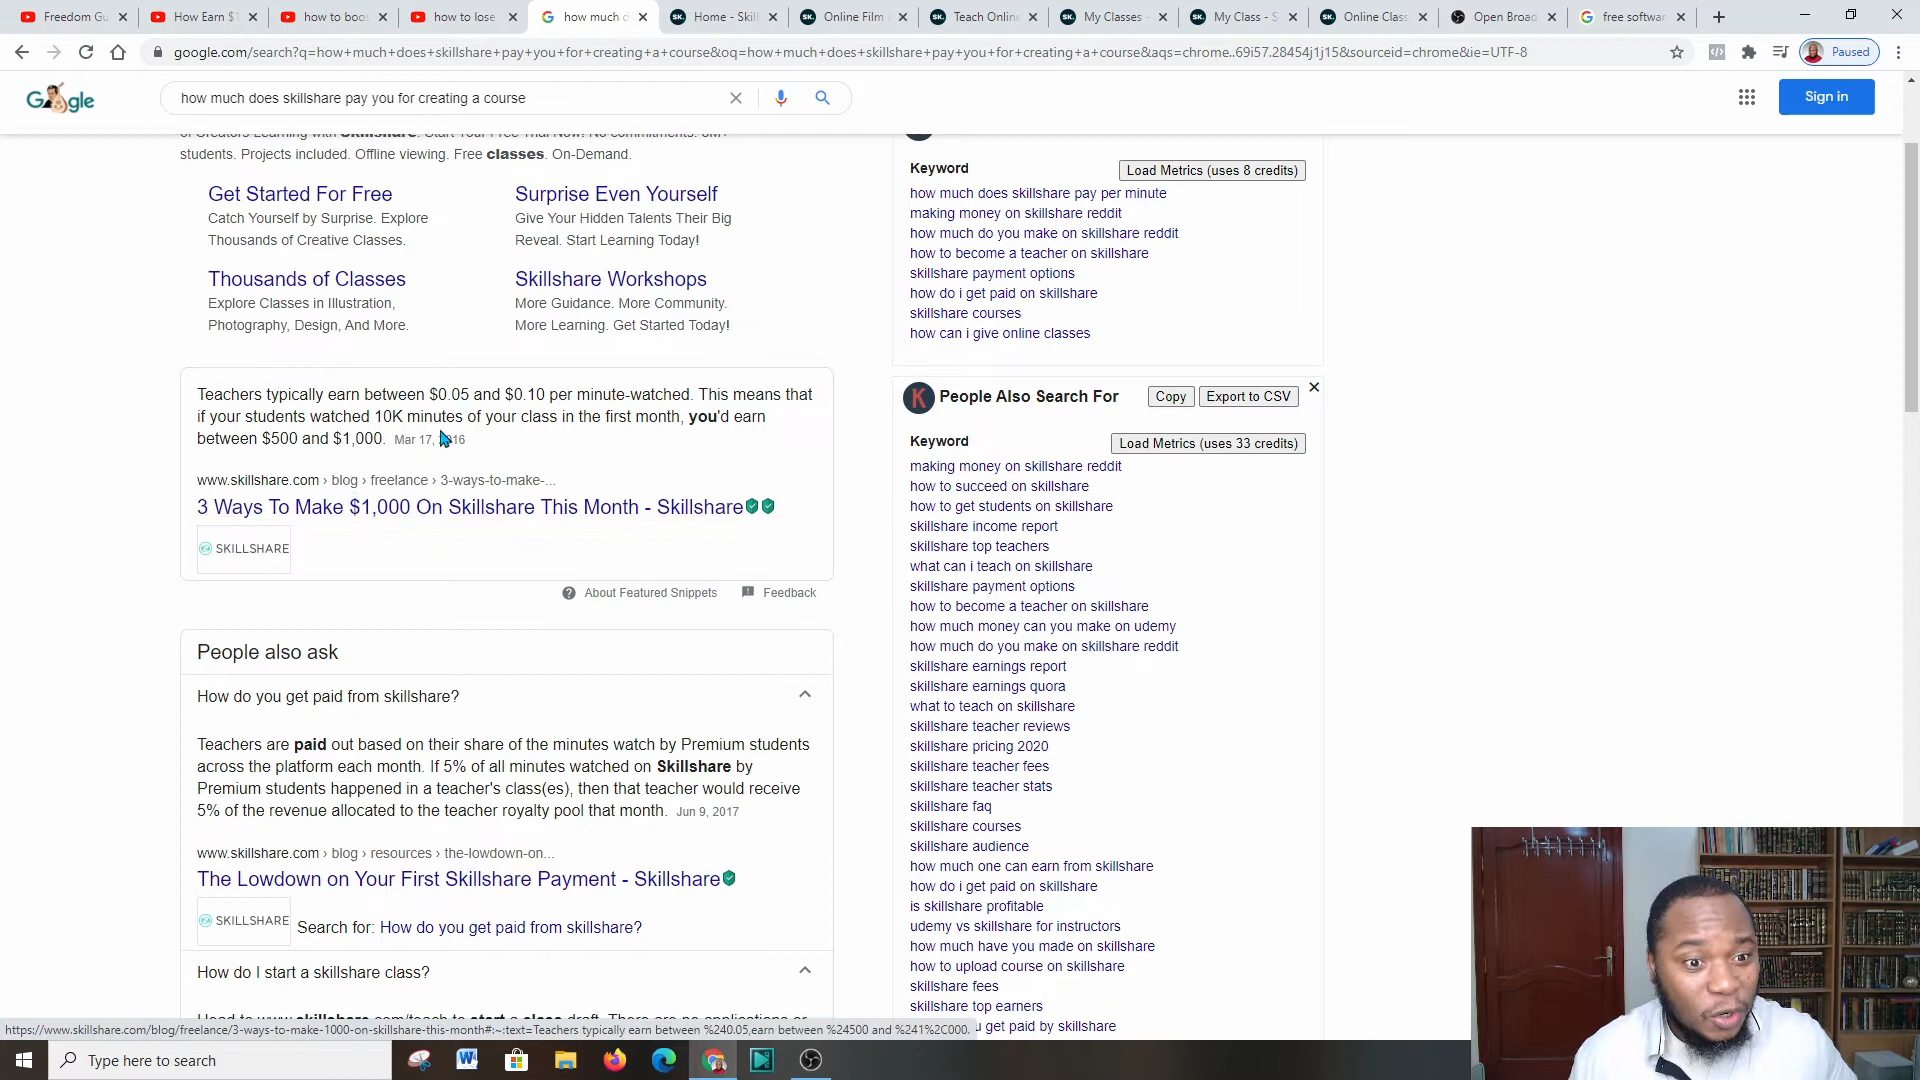 Freedom Gu
How Earn $1
how to boos
how to lose
how much d
Home - Skill
Online Film
Teach Online
My Classes -
My Class - S
Online Class
Open Broad
free softwar
google.com/search?q=how+much+does+skillshare+pay+you+for+creating+a+course&oq=how+much+does+skillshare+pay+you+for+creating+a+course&aqs=chrome..69i57.28454j1j15&sourceid=chrome&ie=UTF-8
Paused
how much does skillshare pay you for creating a course
Sign in
of Creators Learning with Skillshare. Start Your Free Trial Now! No commitments. 
students. Projects included. Offline viewing. Free classes. On-Demand.
Get Started For Free
Catch Yourself by Surprise. Explore
Thousands of Creative Classes.
Surprise Even Yourself
Give Your Hidden Talents Their Big
Reveal. Start Learning Today!
Thousands of Classes
Explore Classes in Illustration,
Photography, Design, And More.
Skillshare Workshops
More Guidance. More Community.
More Learning. Get Started Today!
Teachers typically earn between $0.05 and $0.10 per minute-watched. This means that
if your students watched 10K minutes of your class in the first month, you'd earn
between $500 and $1,000. Mar 17, 
www.skillshare.com › blog › freelance › 3-ways-to-make-...
3 Ways To Make $1,000 On Skillshare This Month - Skillshare
SKILLSHARE
About Featured Snippets
Feedback
People also ask
How do you get paid from skillshare?
Teachers are paid out based on their share of the minutes watch by Premium students
across the platform each month. If 5% of all minutes watched on Skillshare by
Premium students happened in a teacher's class(es), then that teacher would receive
5% of the revenue allocated to the teacher royalty pool that month. Jun 9, 2017
www.skillshare.com › blog › resources › the-lowdown-on...
The Lowdown on Your First Skillshare Payment - Skillshare
SKILLSHARE
Search for: How do you get paid from skillshare?
How do I start a skillshare class?
Keyword
Load Metrics (uses 8 credits)
how much does skillshare pay per minute
making money on skillshare reddit
how much do you make on skillshare reddit
how to become a teacher on skillshare
skillshare payment options
how do i get paid on skillshare
skillshare courses
how can i give online classes
K
People Also Search For
Copy
Export to CSV
Keyword
Load Metrics (uses 33 credits)
making money on skillshare reddit
how to succeed on skillshare
how to get students on skillshare
skillshare income report
skillshare top teachers
what can i teach on skillshare
skillshare payment options
how to become a teacher on skillshare
how much money can you make on udemy
how much do you make on skillshare reddit
skillshare earnings report
skillshare earnings quora
what to teach on skillshare
skillshare teacher reviews
skillshare pricing 2020
skillshare teacher fees
skillshare teacher stats
skillshare faq
skillshare courses
skillshare audience
how much one can earn from skillshare
how do i get paid on skillshare
is skillshare profitable
udemy vs skillshare for instructors
how much have you made on skillshare
how to upload course on skillshare
skillshare fees
skillshare top earners
get paid by skillshare
https://www.skillshare.com/blog/freelance/3-ways-to-make-1000-on-skillshare-this-month#:~:text=Teachers typically earn between %240.05,earn between %24500 and %241%2C000.
Type here to search